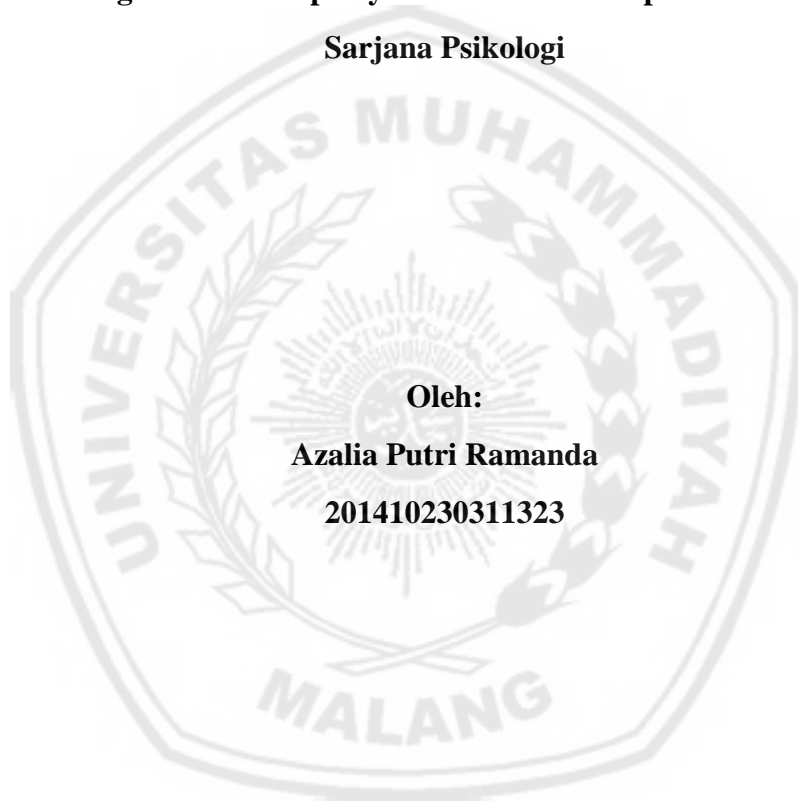 Sarjana Psikologi
UNIVERSITAS MUHAMMADIYAH
Oleh:
Azalia Putri Ramanda
201410230311323
MALANG